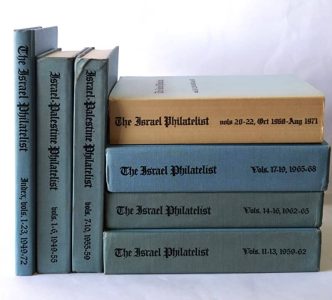 The Israel Philatelist Index, vols. 1-23, 1949-72
Israel-Palestine Philatelist vols. 1-6, 1949-55
Israel-Palestine Philatelist vols. 7-10, 1955-59
The Israel Philatelist vols 20-22, Oct 1968-Aug 1971
The Israel Philatelist Vols. 17-19, 1965-68
The Israel Philatelist Vols. 14-16, 1962-65
The Israel Philatelist Vols. 11-13, 1959-62